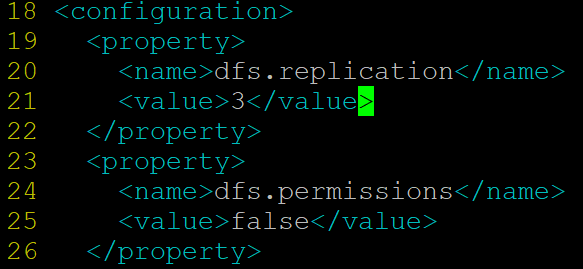 18 <configuration>
19   <property>
20     <name>dfs.replication</name>
21     <value>3</value>
22   </property>
23   <property>
24     <name>dfs.permissions</name>
25     <value>false</value>
26   </property>